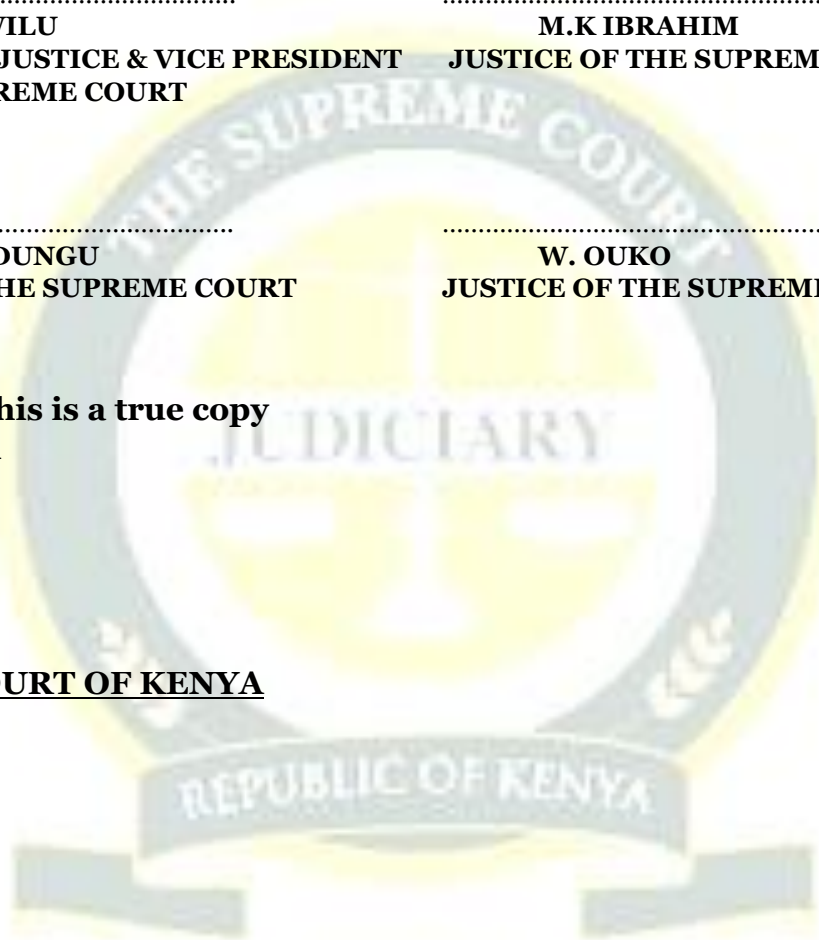 WILU M.K IBRAHIM
JUSTICE & VICE PRESIDENT JUSTICE OF THE SUPREM
REME COURT
DUNGU W. OUKO
HE SUPREME COURT JUSTICE OF THE SUPREME
his is a true copy
OURT OF KENYA
THE SUPREME COURT
JUDICIARY
REPUBLIC OF KENYA